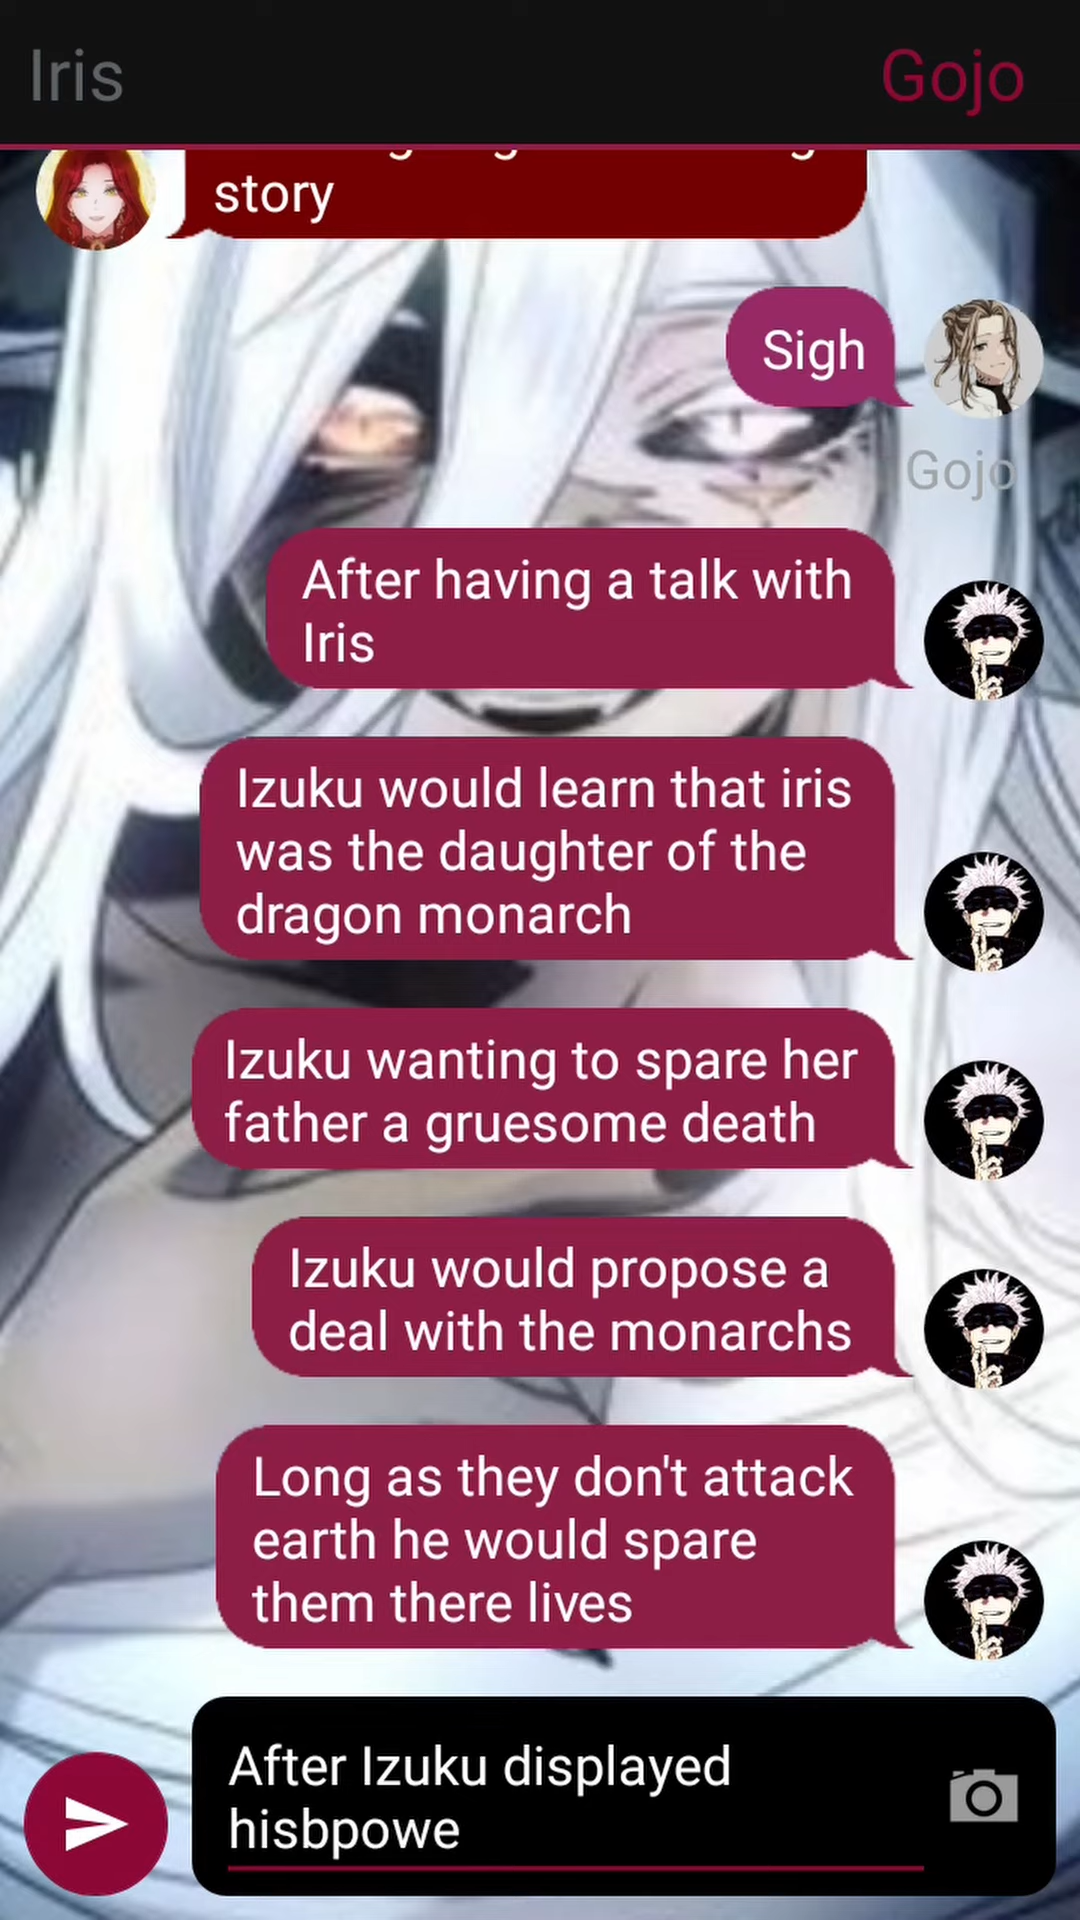 Iris
Gojo
story
Sigh
Gojo
After having a talk with
Iris
Izuku would learn that iris
was the daughter of the
dragon monarch
Izuku wanting to spare her
father a gruesome death
Izuku would propose a
deal with the monarchs
Long as they don't attack
earth he would spare
them there lives
After Izuku displayed
hisbpowe